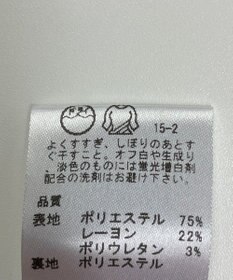 15-2
よくすすぎ、しぼりのあとす
ぐ干すこと。オフ白や生成り
淡色のものには蛍光増白剤
配合の洗剤はお避け下さい。
品質
表地 ポリエステル 75%
レーヨン 22%
ポリウレタン 3%
裏地 ポリエステル